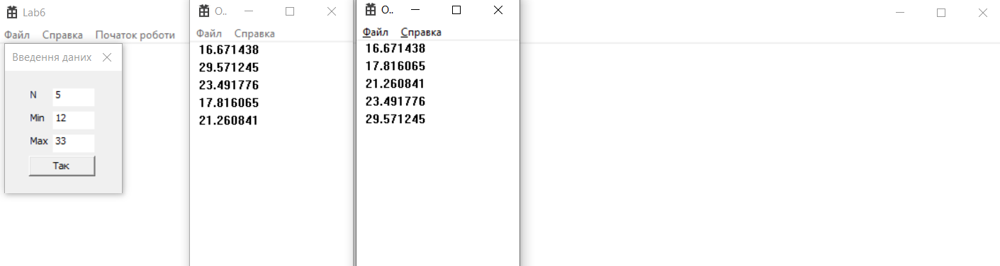 Lab6
Файл Справка Початок роботи
Введення даних
N 5
Min 12
Max 33
Так
O..
Файл Справка
16.671438
29.571245
23.491776
17.816065
21.260841
O..
Файл Справка
16.671438
17.816065
21.260841
23.491776
29.571245